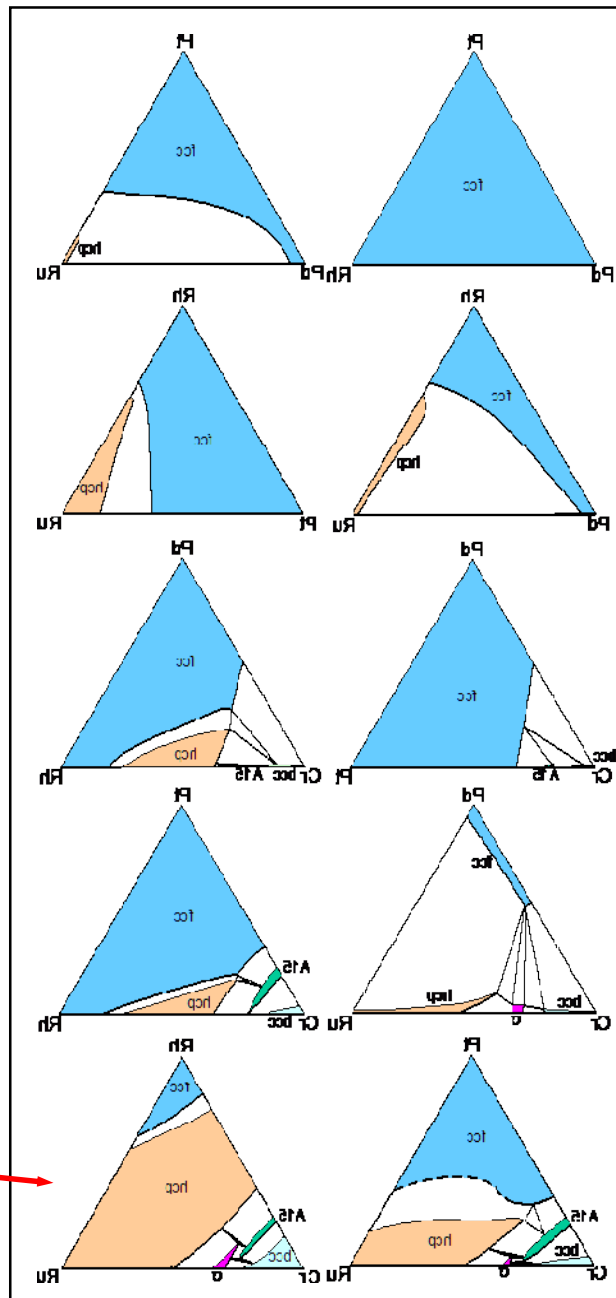 Pt
fcc
hcp
Ru Pd
Pt
fcc
Rh Pd
Rh
fcc
hcp
Ru Pt
Rh
fcc
hcp
Ru Pd
Pd
fcc
hcp
Rh A15 bcc Cr
Pd
fcc
bcc
Pt A15 Cr
Pt
fcc
A15
hcp
Rh bcc Cr
Pd
fcc
hcp bcc
Ru σ Cr
Rh
fcc
hcp
A15
bcc
Ru σ Cr
Pt
fcc
A15
hcp bcc
Ru σ Cr